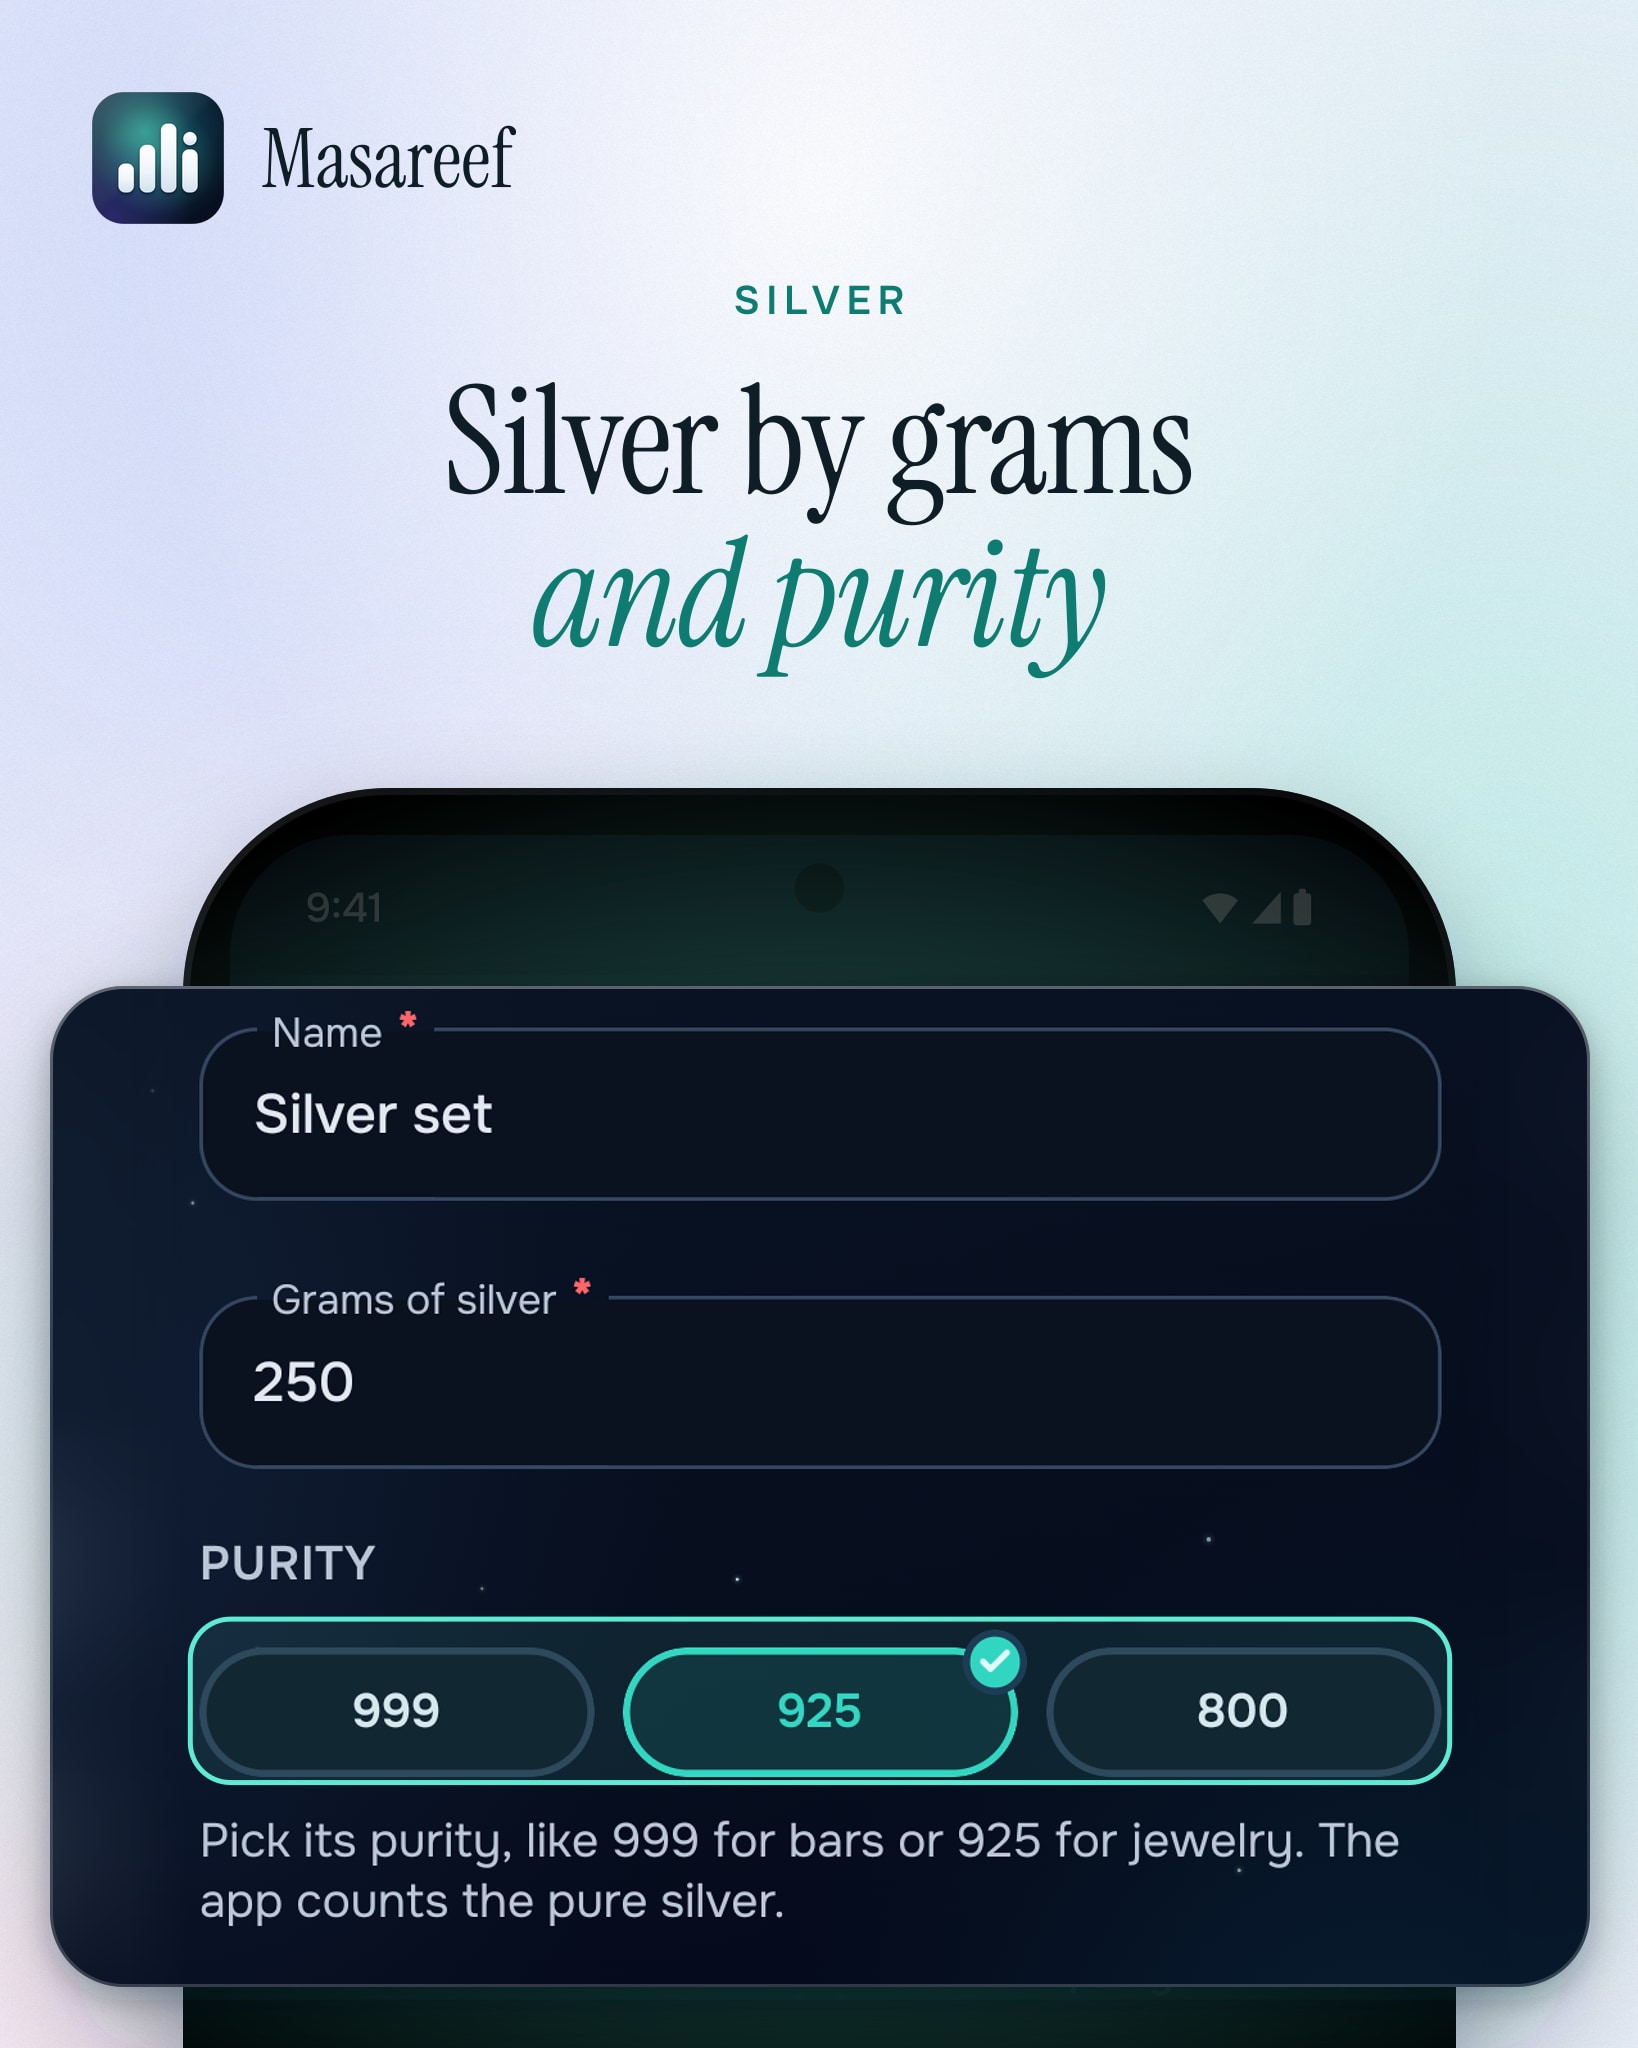 Masareef
SILVER
Silver by grams
and purity
9:41
Name *
Silver set
Grams of silver *
250
PURITY
999 925 800
Pick its purity, like 999 for bars or 925 for jewelry. The
app counts the pure silver.